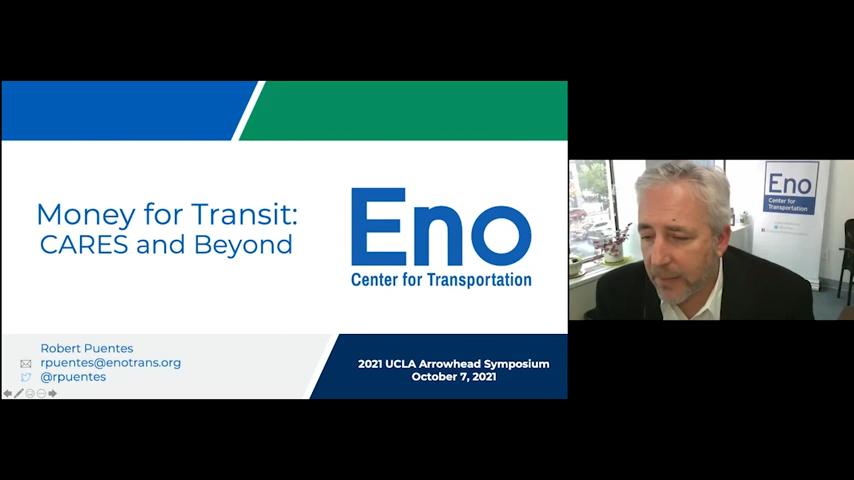 Money for Transit:
CARES and Beyond
Eno
Center for Transportation
Robert Puentes
rpuentes@enotrans.org
@rpuentes
2021 UCLA Arrowhead Symposium
October 7, 2021
Eno
Center for
Transportation